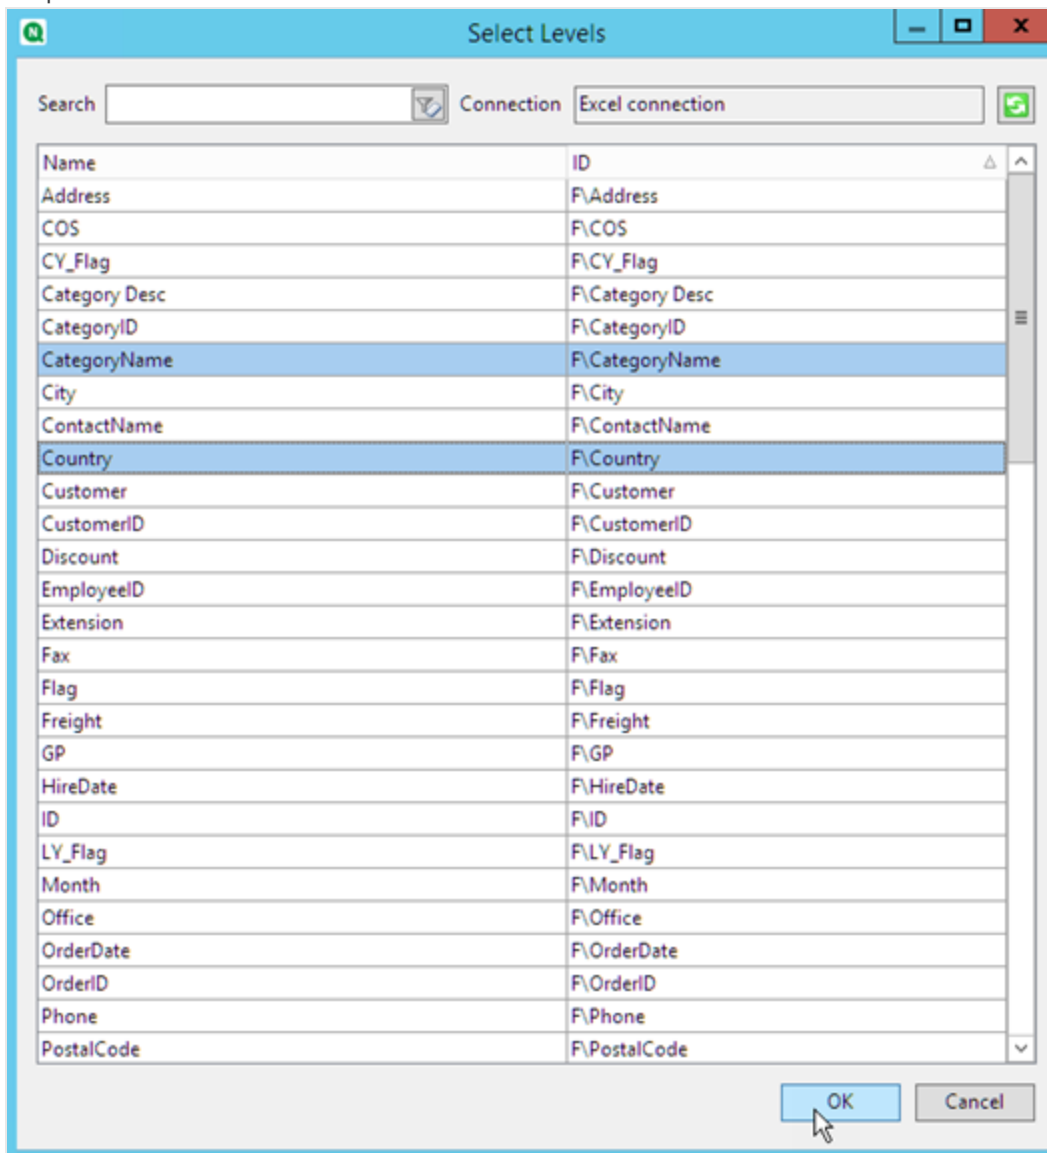 Select Levels
Search Connection Excel connection
Name ID
Address F\Address
COS F\COS
CY_Flag F\CY_Flag
Category Desc F\Category Desc
CategoryID F\CategoryID
CategoryName F\CategoryName
City F\City
ContactName F\ContactName
Country F\Country
Customer F\Customer
CustomerID F\CustomerID
Discount F\Discount
EmployeeID F\EmployeeID
Extension F\Extension
Fax F\Fax
Flag F\Flag
Freight F\Freight
GP F\GP
HireDate F\HireDate
ID F\ID
LY_Flag F\LY_Flag
Month F\Month
Office F\Office
OrderDate F\OrderDate
OrderID F\OrderID
Phone F\Phone
PostalCode F\PostalCode
OK Cancel